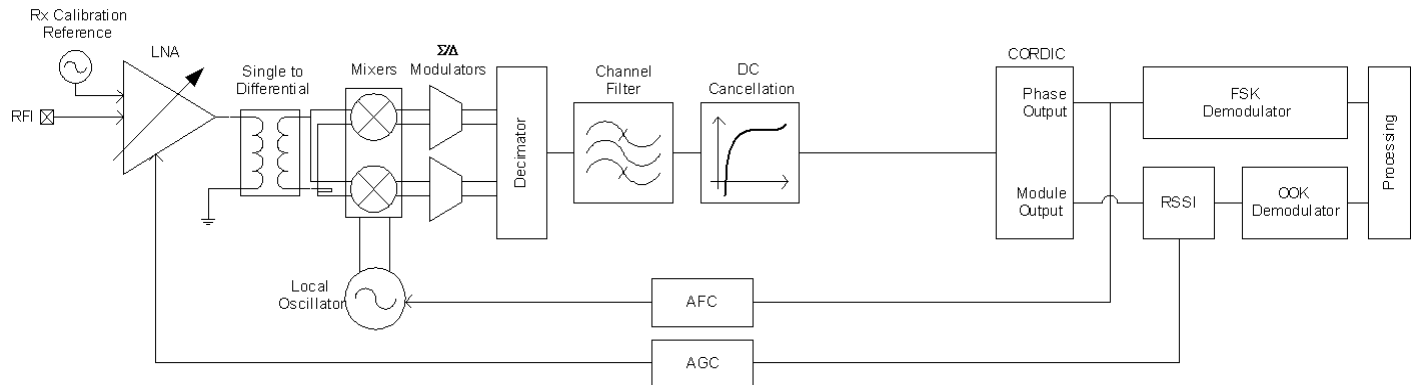 Rx Calibration
Reference
LNA
RFI
Single to
Differential
Mixers
Σ/Δ
Modulators
Decimator
Channel
Filter
DC
Cancellation
CORDIC
Phase
Output
Module
Output
FSK
Demodulator
RSSI
OOK
Demodulator
Processing
Local
Oscillator
AFC
AGC